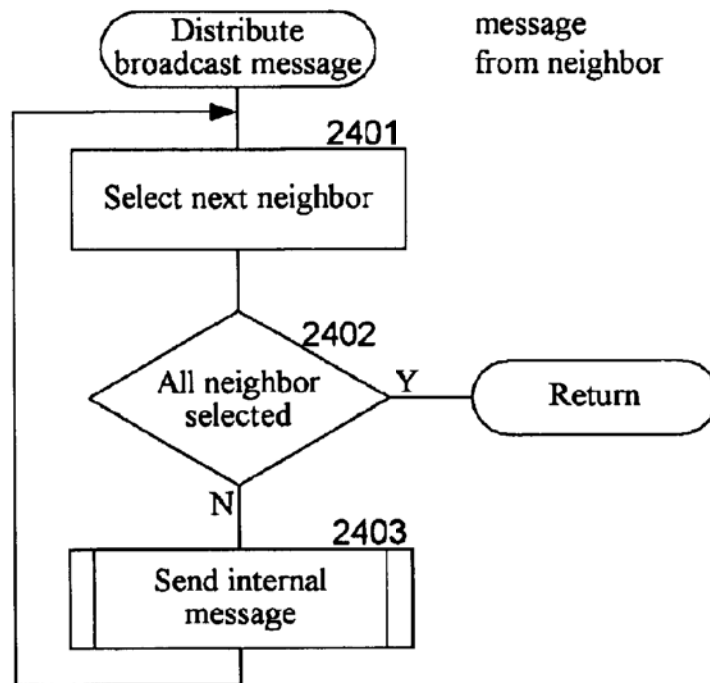 Distribute
broadcast message
message
from neighbor
2401
Select next neighbor
2402
All neighbor
selected
Y
Return
N
2403
Send internal
message